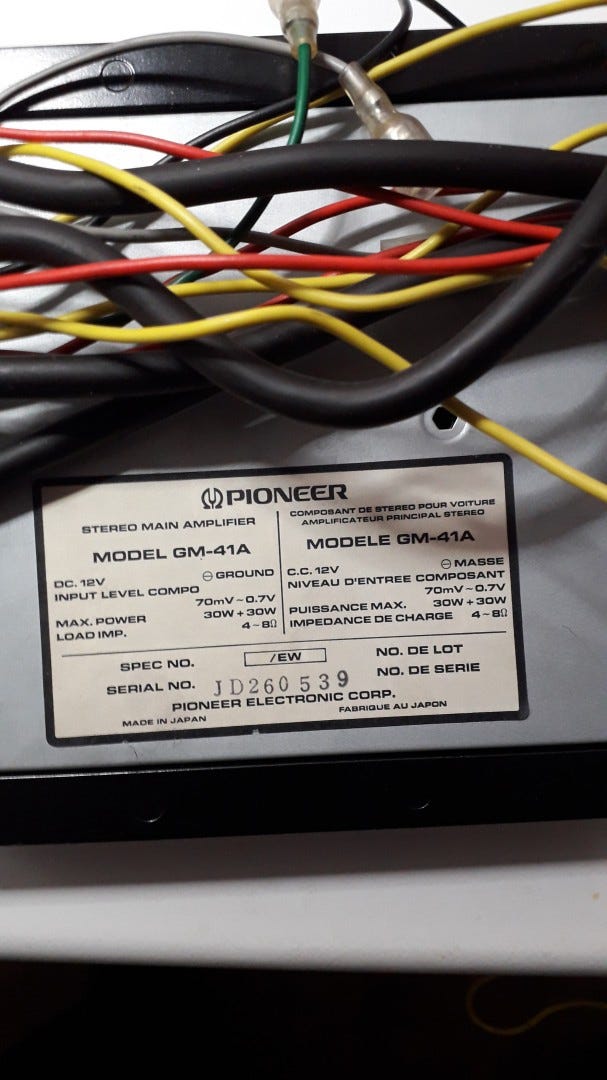 PIONEER
STEREO MAIN AMPLIFIER
MODEL GM-41A
DC. 12V ⊖ GROUND
INPUT LEVEL COMPO
70mV~0.7V
MAX. POWER 30W+30W
LOAD IMP. 4~8Ω
COMPOSANT DE STEREO POUR VOITURE
AMPLIFICATEUR PRINCIPAL STEREO
MODELE GM-41A
C.C. 12V ⊖ MASSE
NIVEAU D'ENTREE COMPOSANT
70mV~0.7V
PUISSANCE MAX. 30W+30W
IMPEDANCE DE CHARGE 4~8Ω
SPEC NO. /EW NO. DE LOT
SERIAL NO. JD260539 NO. DE SERIE
PIONEER ELECTRONIC CORP.
MADE IN JAPAN FABRIQUE AU JAPON